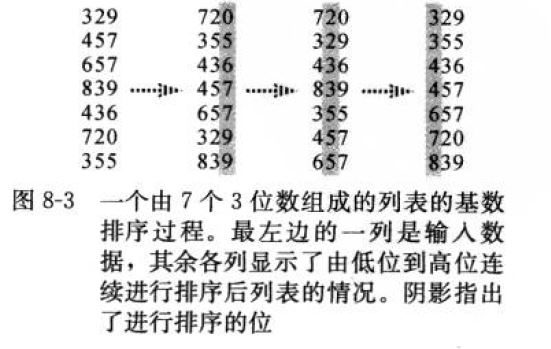 329 720 720 329
457 355 329 355
657 436 436 436
839 457 839 457
436 657 355 657
720 329 457 720
355 839 657 839
图 8-3 一个由 7 个 3 位数组成的列表的基数
排序过程。最左边的一列是输入数
据，其余各列显示了由低位到高位连
续进行排序后列表的情况。阴影指出
了进行排序的位